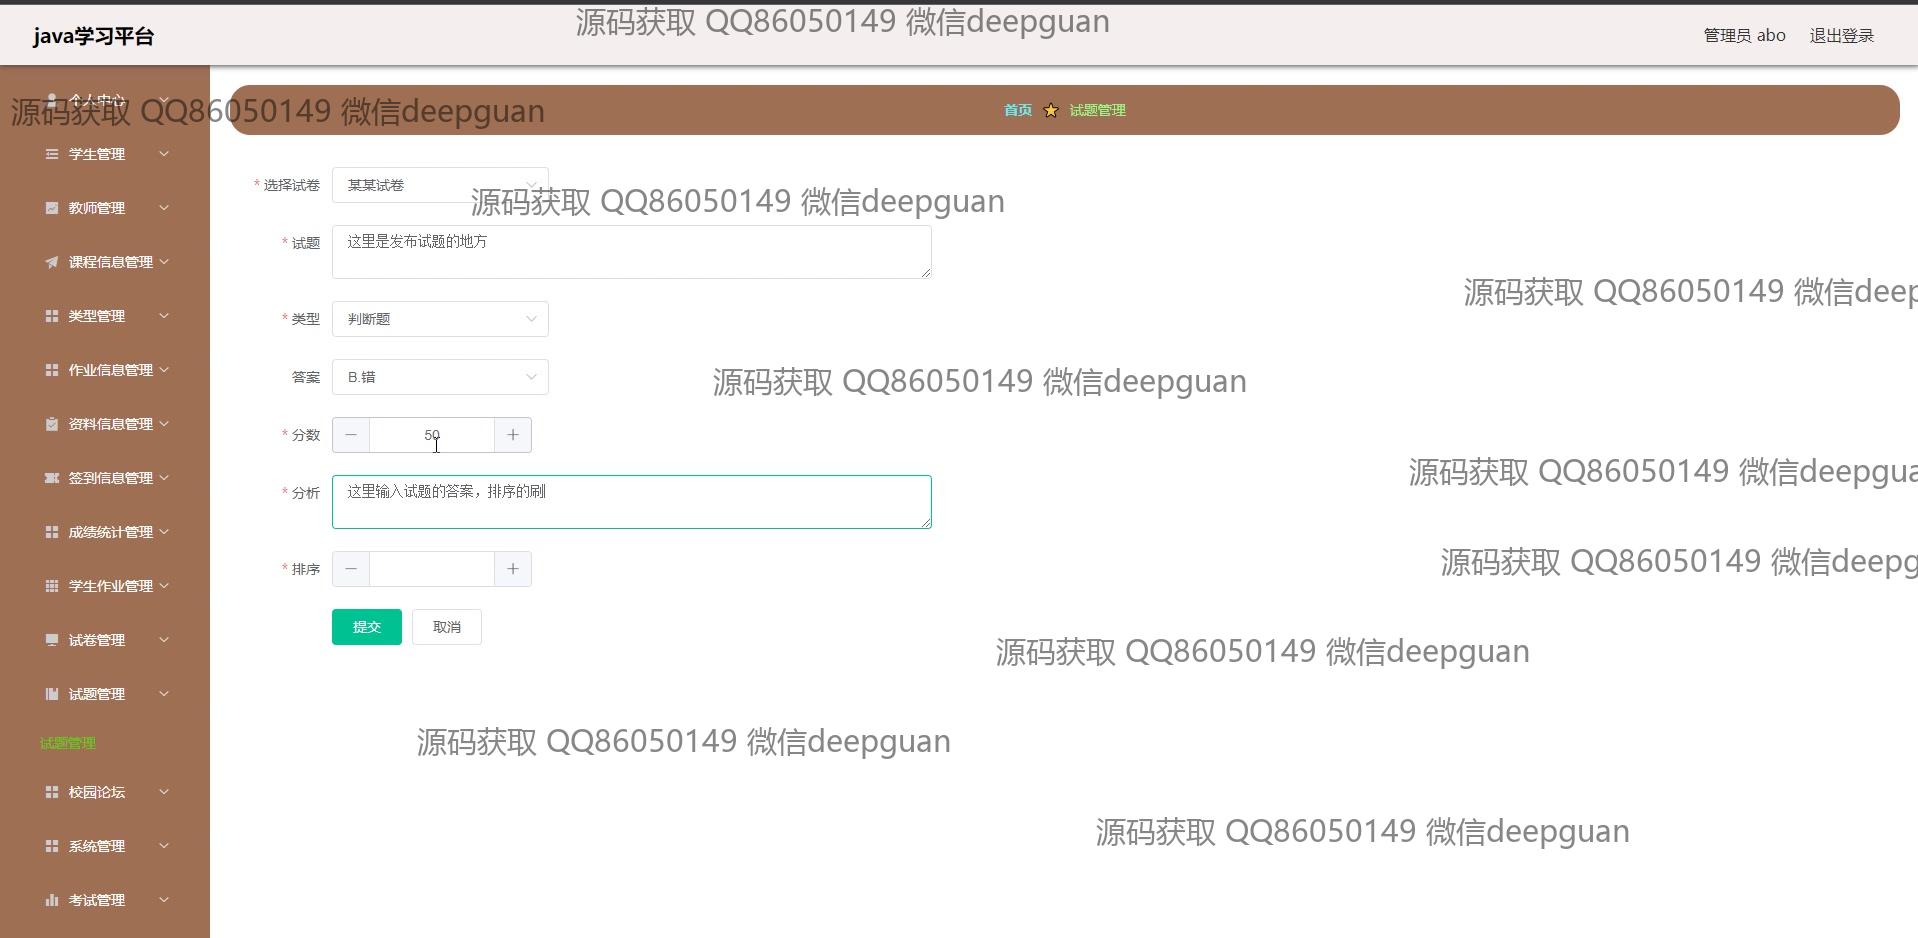 java学习平台
源码获取 QQ86050149 微信deepguan
管理员 abo
退出登录
个人中心
源码获取 QQ86050149 微信deepguan
首页
试题管理
学生管理
教师管理
课程信息管理
类型管理
作业信息管理
资料信息管理
签到信息管理
成绩统计管理
学生作业管理
试卷管理
试题管理
试题管理
校园论坛
系统管理
考试管理
* 选择试卷 某某试卷
源码获取 QQ86050149 微信deepguan
* 试题 这里是发布试题的地方
源码获取 QQ86050149 微信deep
* 类型 判断题
答案 B.错
源码获取 QQ86050149 微信deepguan
* 分数 50
源码获取 QQ86050149 微信deepgua
* 分析 这里输入试题的答案，排序的刷
* 排序
源码获取 QQ86050149 微信deepg
提交 取消
源码获取 QQ86050149 微信deepguan
源码获取 QQ86050149 微信deepguan
源码获取 QQ86050149 微信deepguan